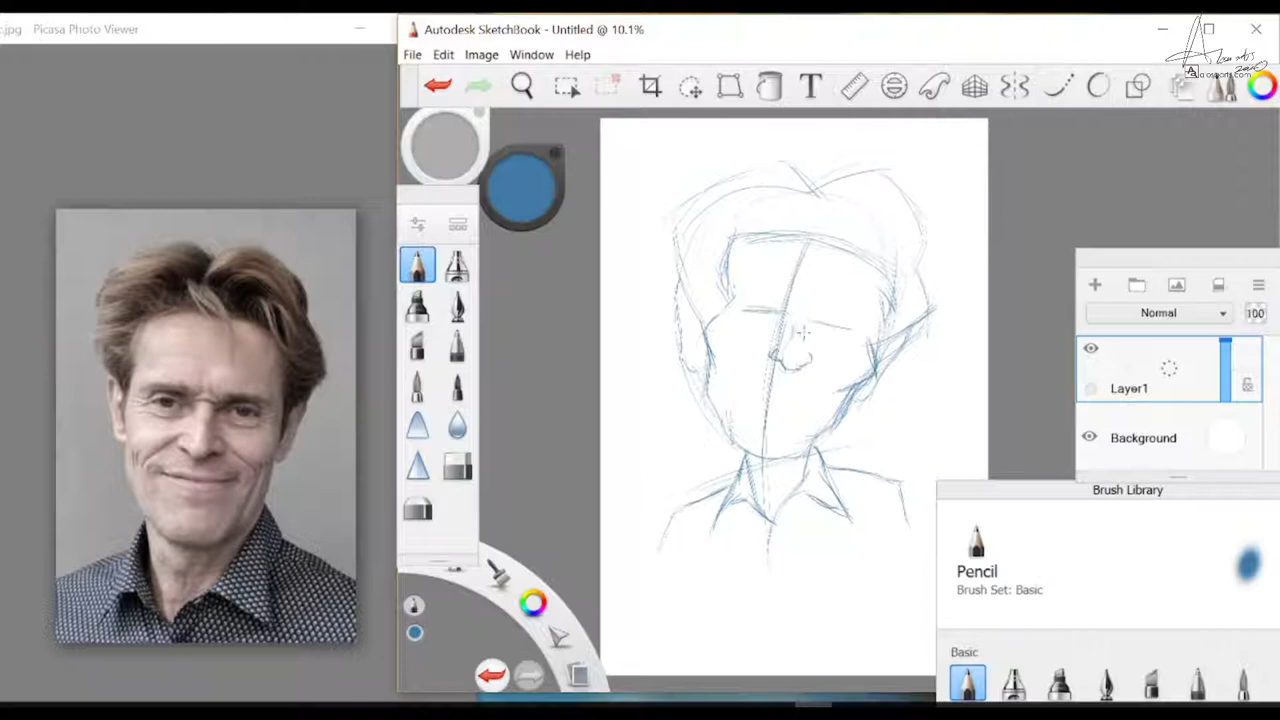 c.jpg Picasa Photo Viewer
Autodesk SketchBook - Untitled @ 10.1%
File Edit Image Window Help
T
Normal
100
Layer1
Background
Brush Library
Pencil
Brush Set: Basic
Basic